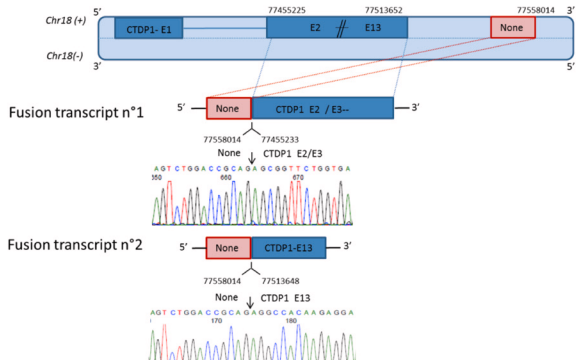 5' 77455225 77513652 77558014 5'
Chr18 (+) CTDP1- E1 E2 E13 None
Chr18(-)
3' 5'
Fusion transcript n°1 5' None CTDP1 E2 / E3-- 3'
77558014 77455233
None CTDP1 E2/E3
AGTCTGGACCGCAGAGCGGTTCTGGTGA
650 660 670
Fusion transcript n°2 5' None CTDP1-E13 3'
77558014 77513648
None CTDP1 E13
AGTCTGGACCGCAGAGGCCACAAGAGGA
170 180